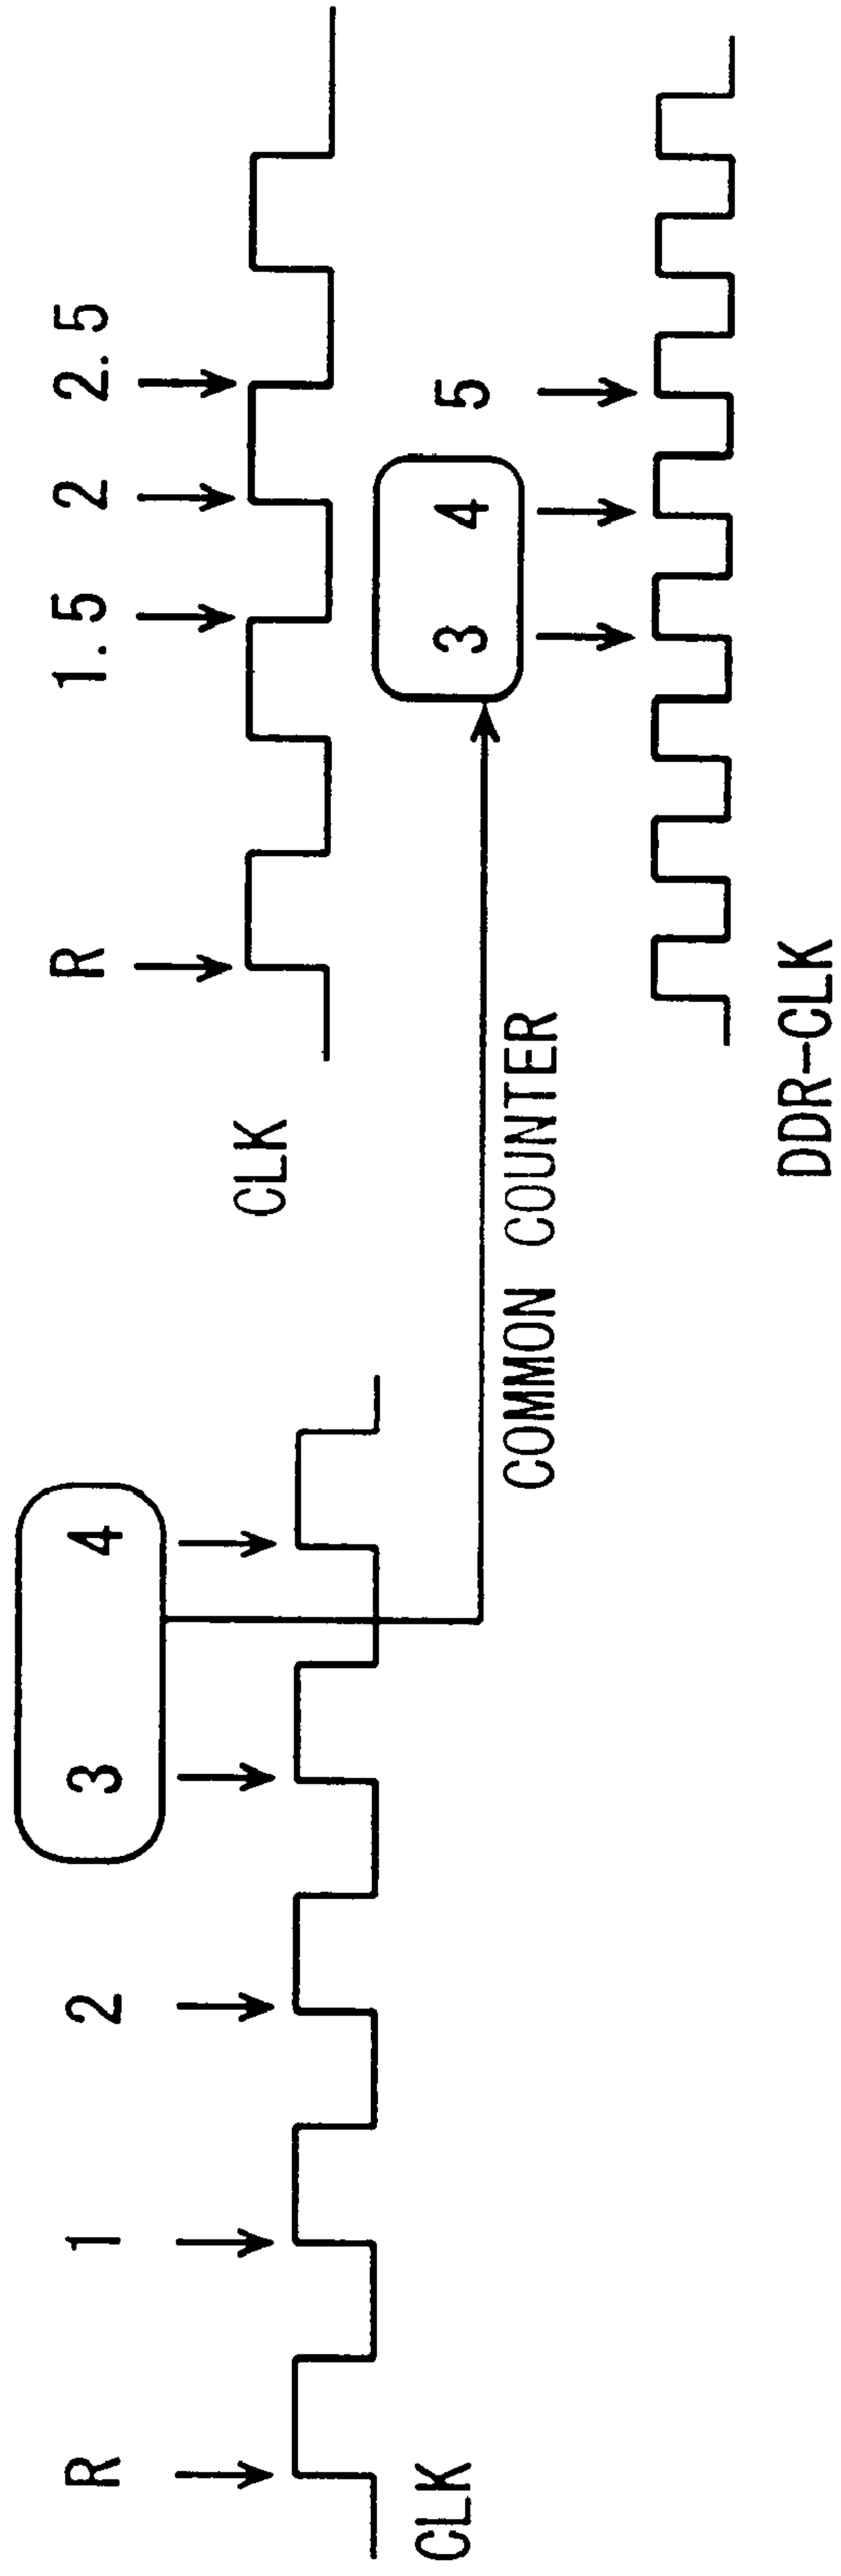 R 1 2 3 4
CLK
COMMON COUNTER
R 1.5 2 2.5
CLK
3 4 5
DDR-CLK